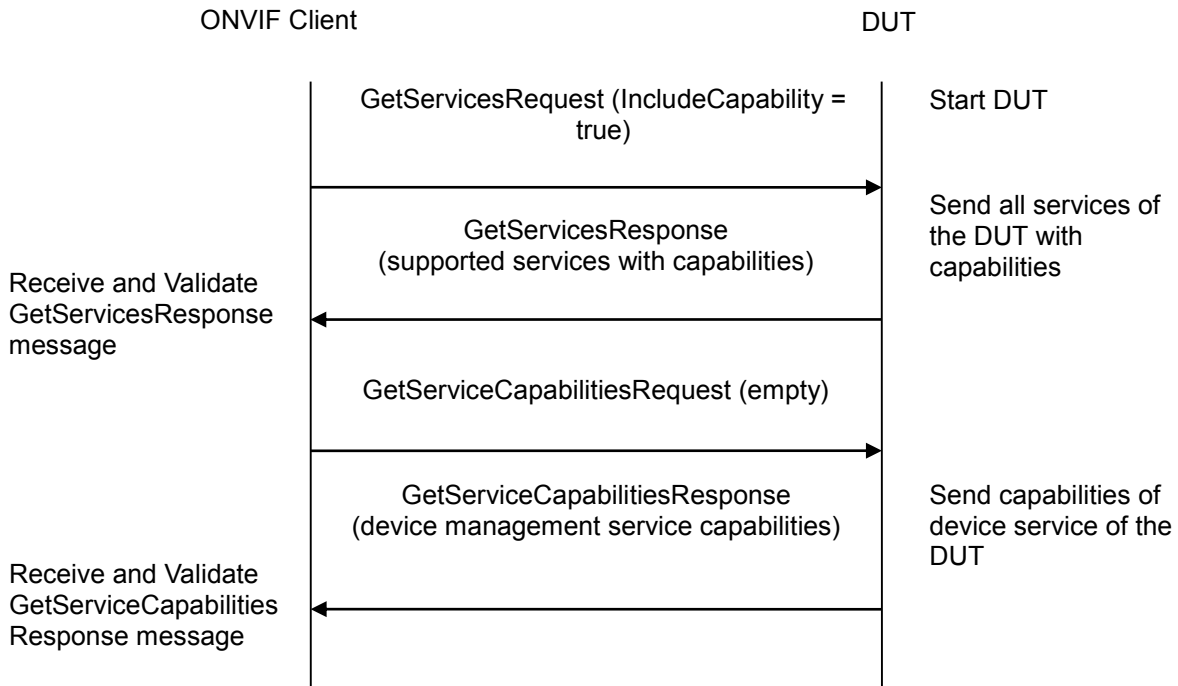 ONVIF Client
DUT
GetServicesRequest (IncludeCapability =
true)
Start DUT
Send all services of
the DUT with
capabilities
GetServicesResponse
(supported services with capabilities)
Receive and Validate
GetServicesResponse
message
GetServiceCapabilitiesRequest (empty)
GetServiceCapabilitiesResponse
(device management service capabilities)
Send capabilities of
device service of the
DUT
Receive and Validate
GetServiceCapabilities
Response message